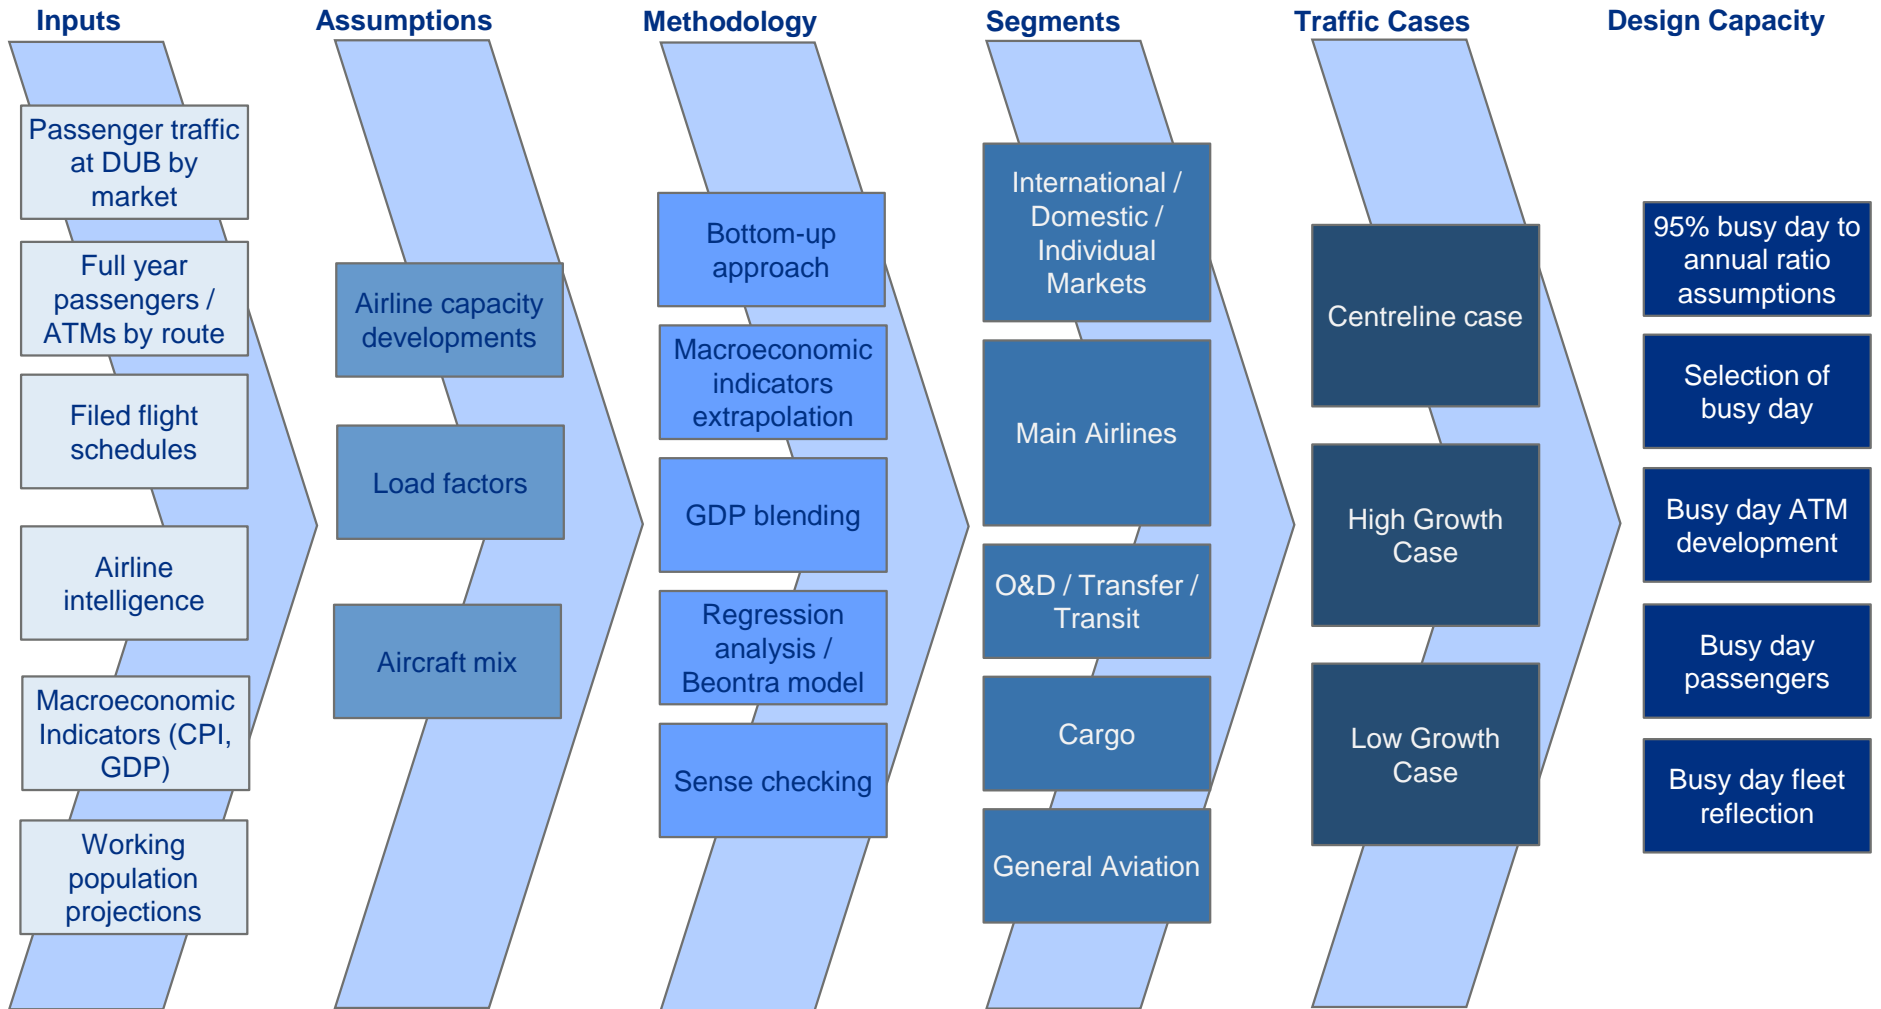 Inputs
Assumptions
Methodology
Segments
Traffic Cases
Design Capacity
Passenger traffic
at DUB by
market
Full year
passengers /
ATMs by route
Filed flight
schedules
Airline
intelligence
Macroeconomic
Indicators (CPI,
GDP)
Working
population
projections
Airline capacity
developments
Load factors
Aircraft mix
Bottom-up
approach
Macroeconomic
indicators
extrapolation
GDP blending
Regression
analysis /
Beontra model
Sense checking
International /
Domestic /
Individual
Markets
Main Airlines
O&D / Transfer /
Transit
Cargo
General Aviation
Centreline case
High Growth
Case
Low Growth
Case
95% busy day to
annual ratio
assumptions
Selection of
busy day
Busy day ATM
development
Busy day
passengers
Busy day fleet
reflection